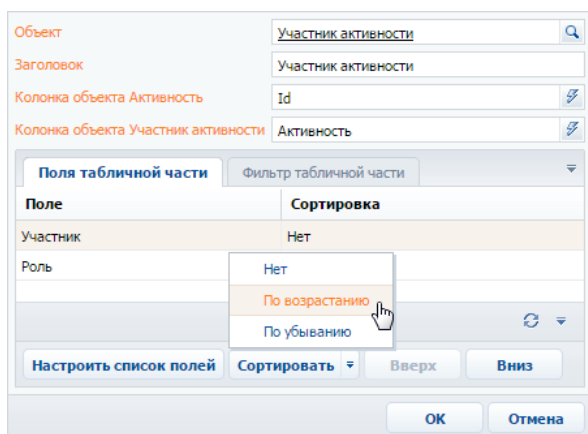 Объект Участник активности
Заголовок Участник активности
Колонка объекта Активность Id
Колонка объекта Участник активности Активность
Поля табличной части Фильтр табличной части
Поле Сортировка
Участник Нет
Роль
Нет
По возрастанию
По убыванию
Настроить список полей Сортировать Вверх Вниз
ОК Отмена